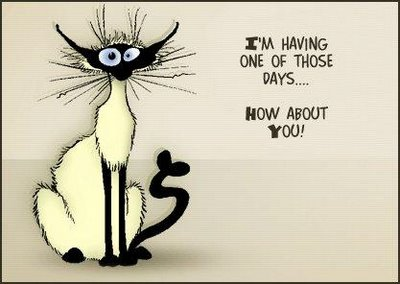 I'M HAVING
ONE OF THOSE
DAYS....
HOW ABOUT
YOU!